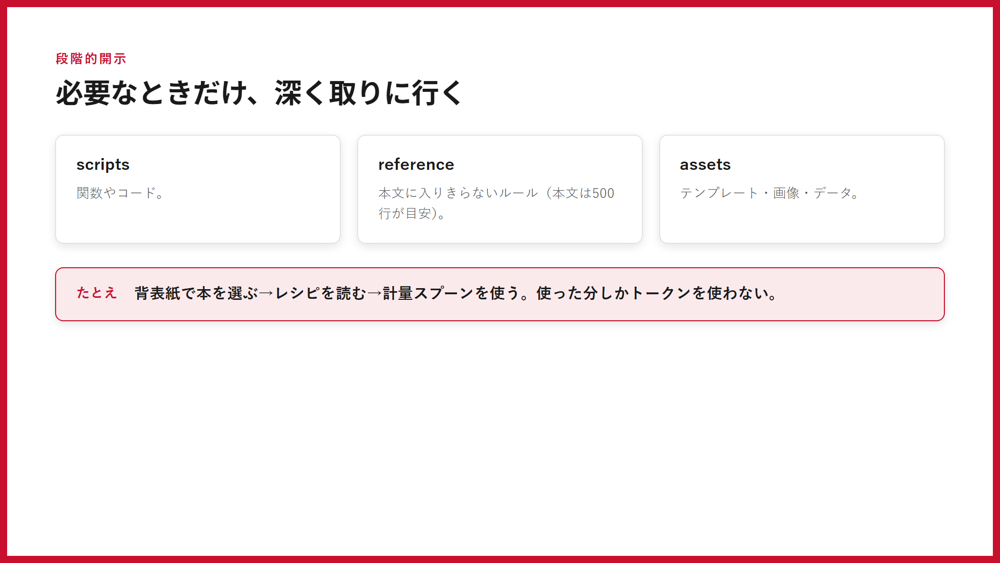 段階的開示
必要なときだけ、深く取りに行く
scripts
関数やコード。
reference
本文に入りきらないルール（本文は500
行が目安）。
assets
テンプレート・画像・データ。
たとえ 背表紙で本を選ぶ→レシピを読む→計量スプーンを使う。使った分しかトークンを使わない。